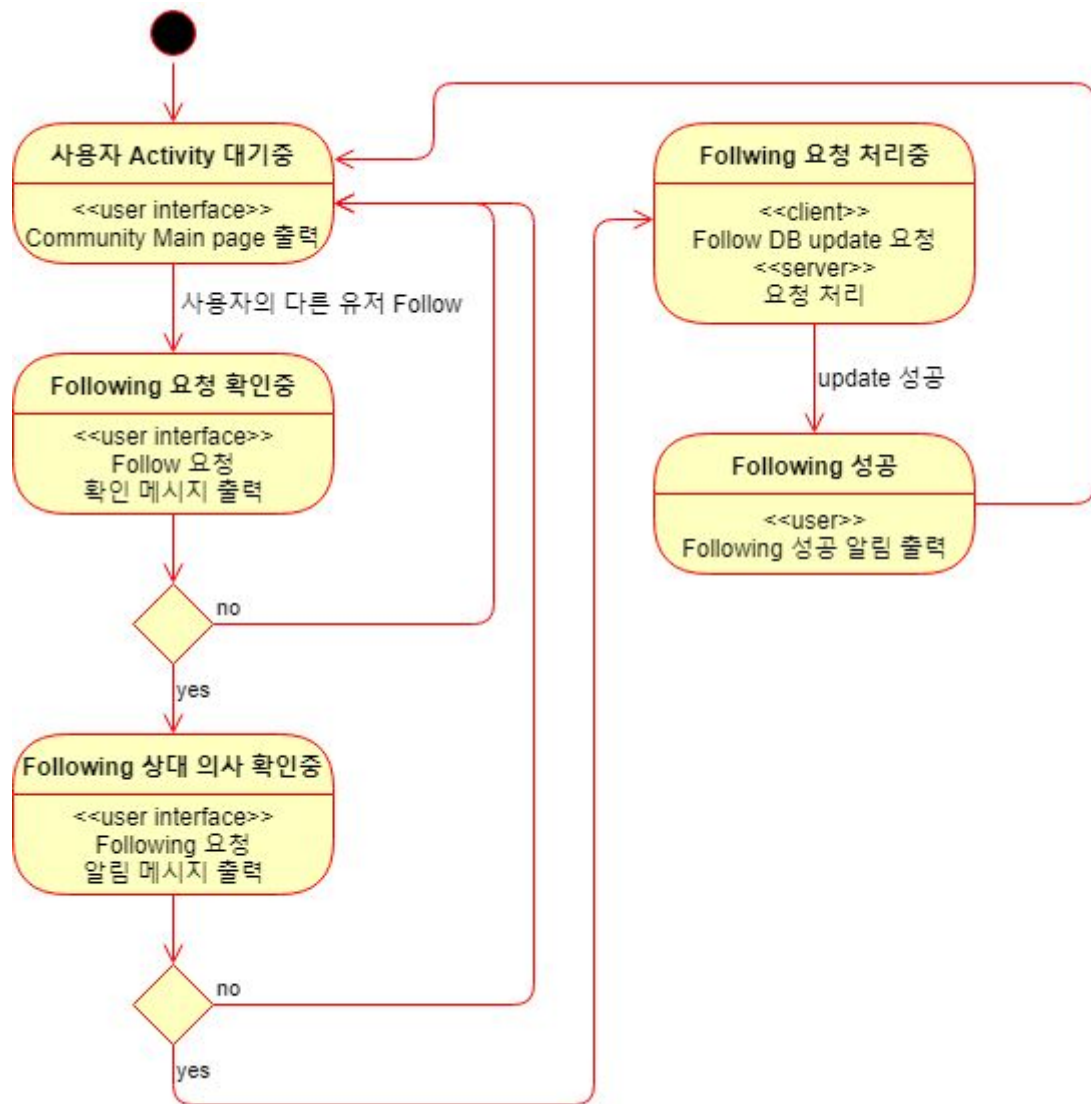 사용자 Activity 대기중
<<user interface>>
Community Main page 출력
사용자의 다른 유저 Follow
Following 요청 확인중
<<user interface>>
Follow 요청
확인 메시지 출력
no
yes
Following 상대 의사 확인중
<<user interface>>
Following 요청
알림 메시지 출력
no
yes
Follwing 요청 처리중
<<client>>
Follow DB update 요청
<<server>>
요청 처리
update 성공
Following 성공
<<user>>
Following 성공 알림 출력